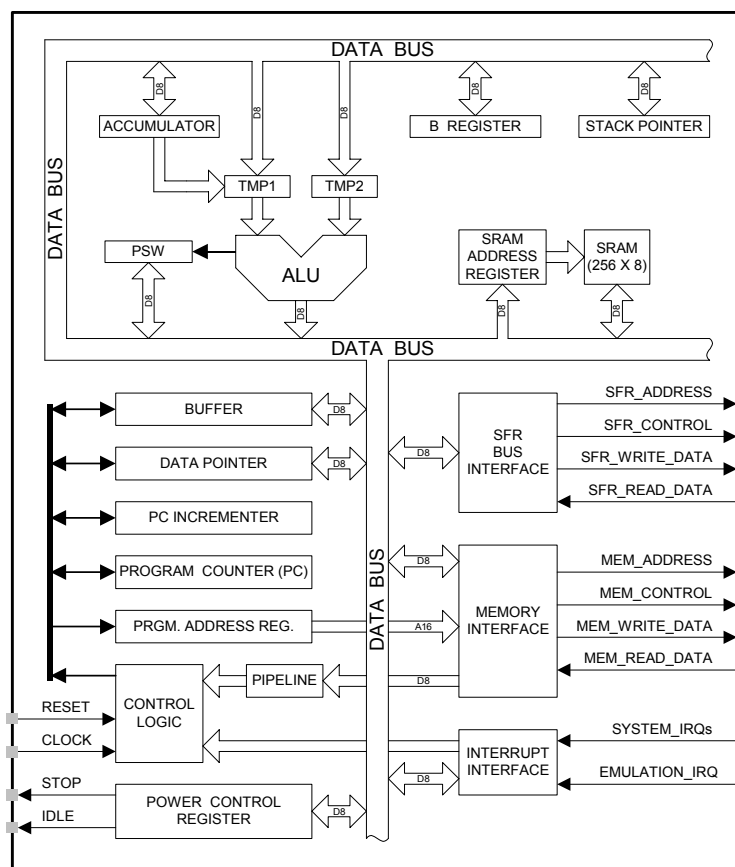 DATA BUS
D8
D8
D8
D8
D8
ACCUMULATOR
B REGISTER
STACK POINTER
DATA BUS
TMP1
TMP2
PSW
ALU
SRAM
ADDRESS
REGISTER
SRAM
(256 X 8)
D8
D8
D8
D8
DATA BUS
BUFFER
D8
DATA POINTER
D8
PC INCREMENTER
PROGRAM COUNTER (PC)
PRGM. ADDRESS REG.
A16
CONTROL
LOGIC
PIPELINE
D8
POWER CONTROL
REGISTER
D8
RESET
CLOCK
STOP
IDLE
DATA BUS
D8
SFR
BUS
INTERFACE
SFR_ADDRESS
SFR_CONTROL
SFR_WRITE_DATA
SFR_READ_DATA
D8
MEMORY
INTERFACE
MEM_ADDRESS
MEM_CONTROL
MEM_WRITE_DATA
MEM_READ_DATA
D8
INTERRUPT
INTERFACE
SYSTEM_IRQs
EMULATION_IRQ